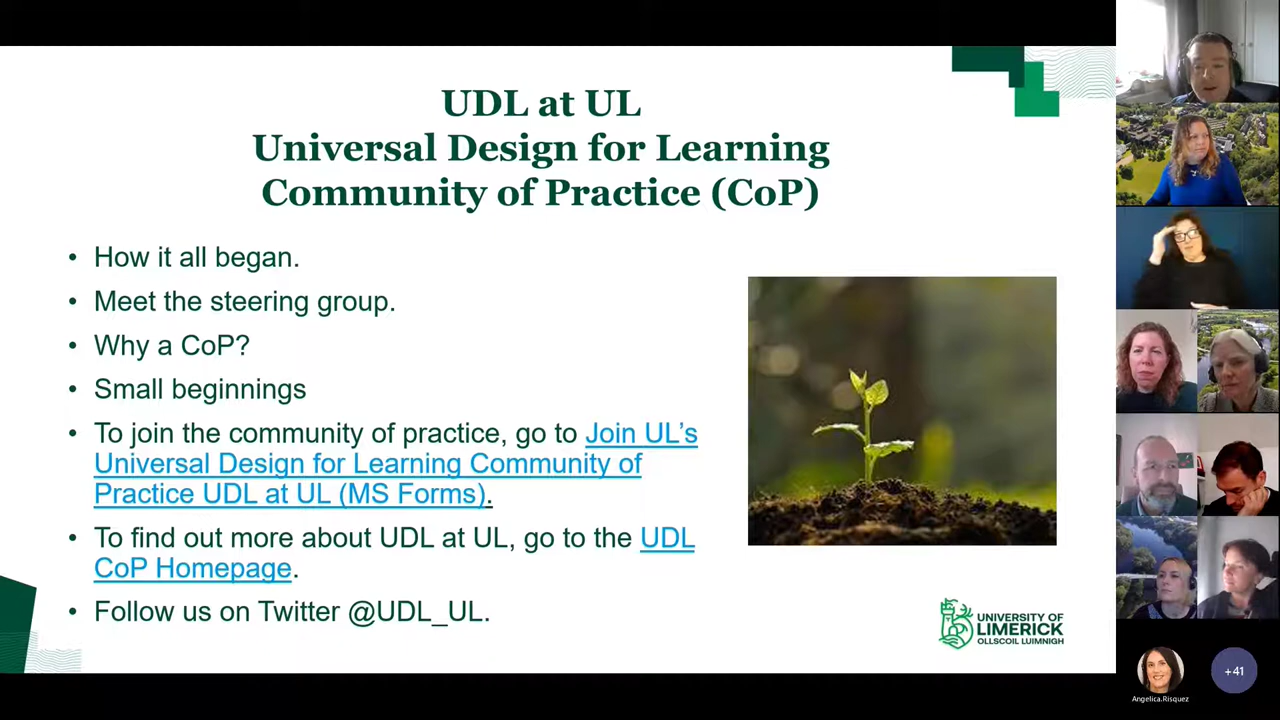 UDL at UL
Universal Design for Learning
Community of Practice (CoP)
• How it all began.
• Meet the steering group.
• Why a CoP?
• Small beginnings
• To join the community of practice, go to Join UL’s
Universal Design for Learning Community of
Practice UDL at UL (MS Forms).
• To find out more about UDL at UL, go to the UDL
CoP Homepage.
• Follow us on Twitter @UDL_UL.
UNIVERSITY OF
LIMERICK
OLLSCOIL LUIMNIGH
Angelica.Risquez
+41